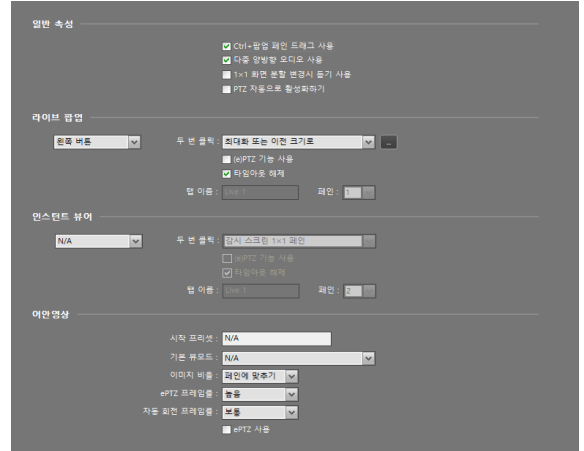 일반 속성
Ctrl+팝업 페인 드래그 사용
다중 양방향 오디오 사용
1×1 화면 분할 변경시 듣기 사용
PTZ 자동으로 활성화하기
라이브 팝업
왼쪽 버튼 두 번 클릭 : 최대화 또는 이전 크기로 ...
(e)PTZ 기능 사용
타임아웃 해제
탭 이름 : Live 1 페인 : 1
인스턴트 뷰어
N/A 두 번 클릭 : 감시 스크린 1×1 페인
(e)PTZ 기능 사용
타임아웃 해제
탭 이름 : Live 1 페인 : 2
어안영상
시작 프리셋 : N/A
기본 뷰모드 : N/A
이미지 비율 : 페인에 맞추기
ePTZ 프레임률 : 높음
자동 회전 프레임률 : 보통
ePTZ 사용